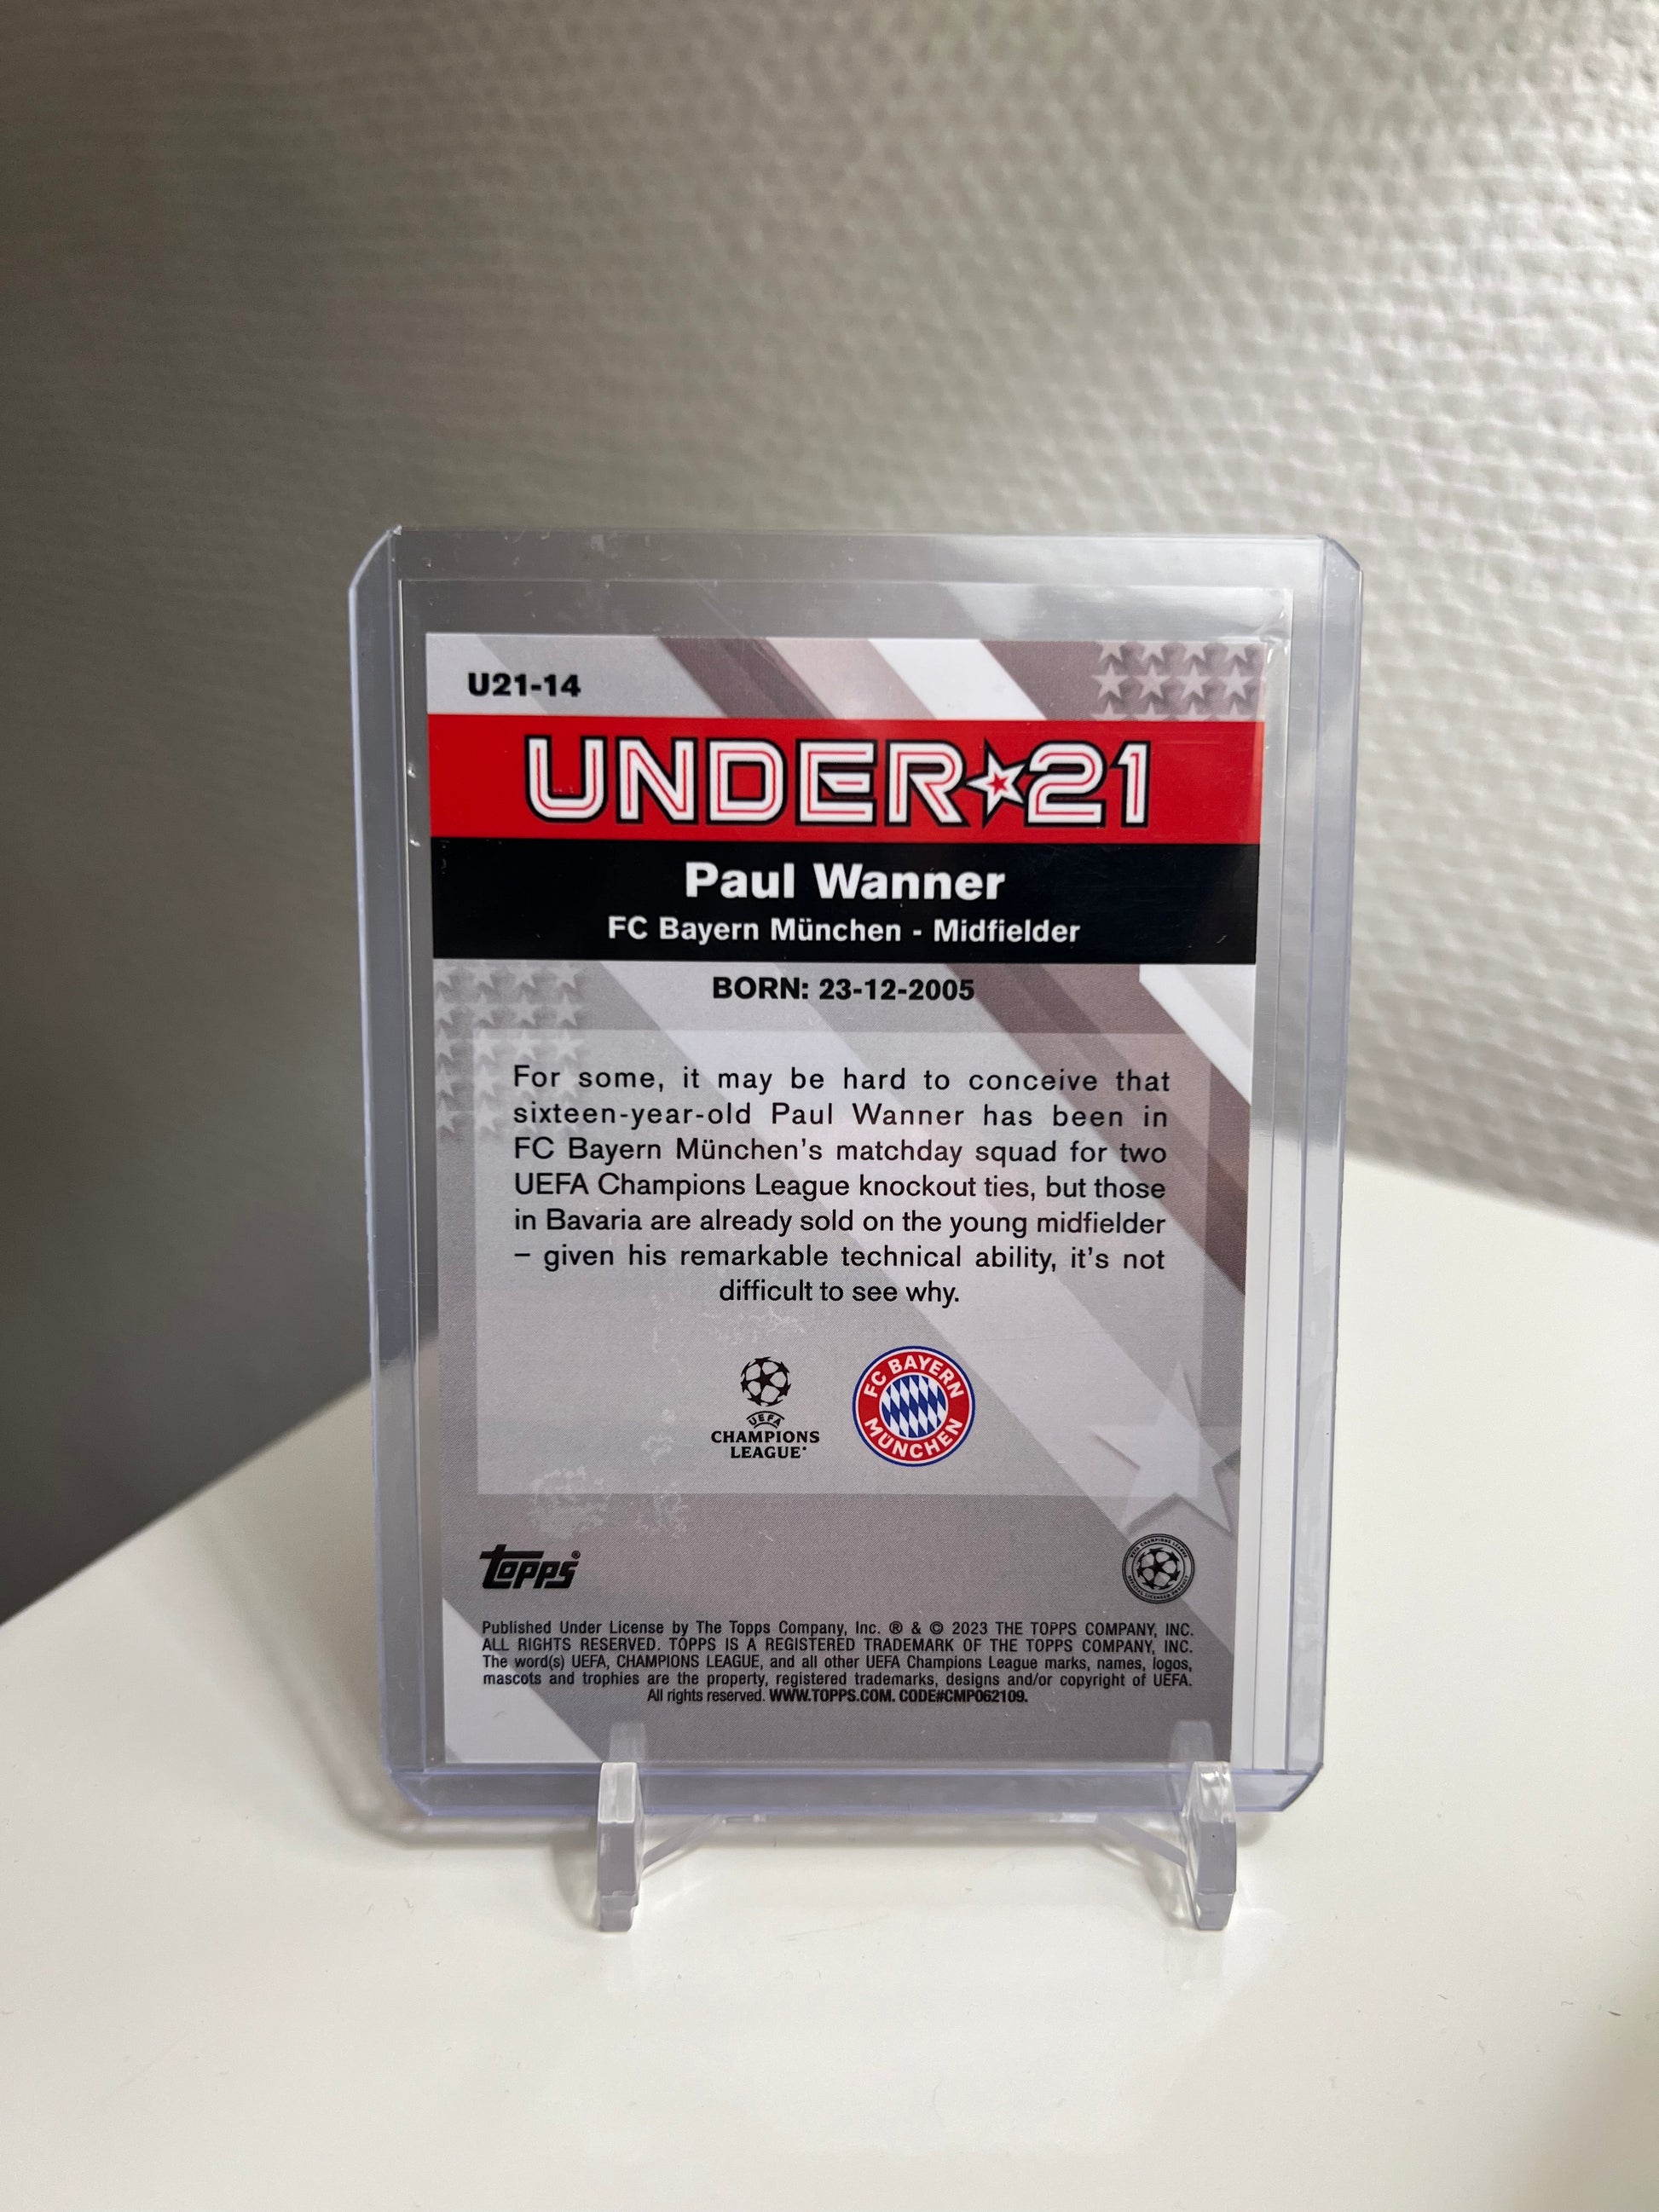 U21-14
UNDER★21
Paul Wanner
FC Bayern München - Midfielder
BORN: 23-12-2005
For some, it may be hard to conceive that
sixteen-year-old Paul Wanner has been in
FC Bayern München's matchday squad for two
UEFA Champions League knockout ties, but those
in Bavaria are already sold on the young midfielder
– given his remarkable technical ability, it's not
difficult to see why.
UEFA
CHAMPIONS
LEAGUE
FC BAYERN
MÜNCHEN
Topps®
Published Under License by The Topps Company, Inc. ® & © 2023 THE TOPPS COMPANY, INC.
ALL RIGHTS RESERVED. TOPPS IS A REGISTERED TRADEMARK OF THE TOPPS COMPANY, INC.
The word(s) UEFA, CHAMPIONS LEAGUE, and all other UEFA Champions League marks, names, logos,
mascots and trophies are the property, registered trademarks, designs and/or copyright of UEFA.
All rights reserved. WWW.TOPPS.COM. CODE#CMP062109.